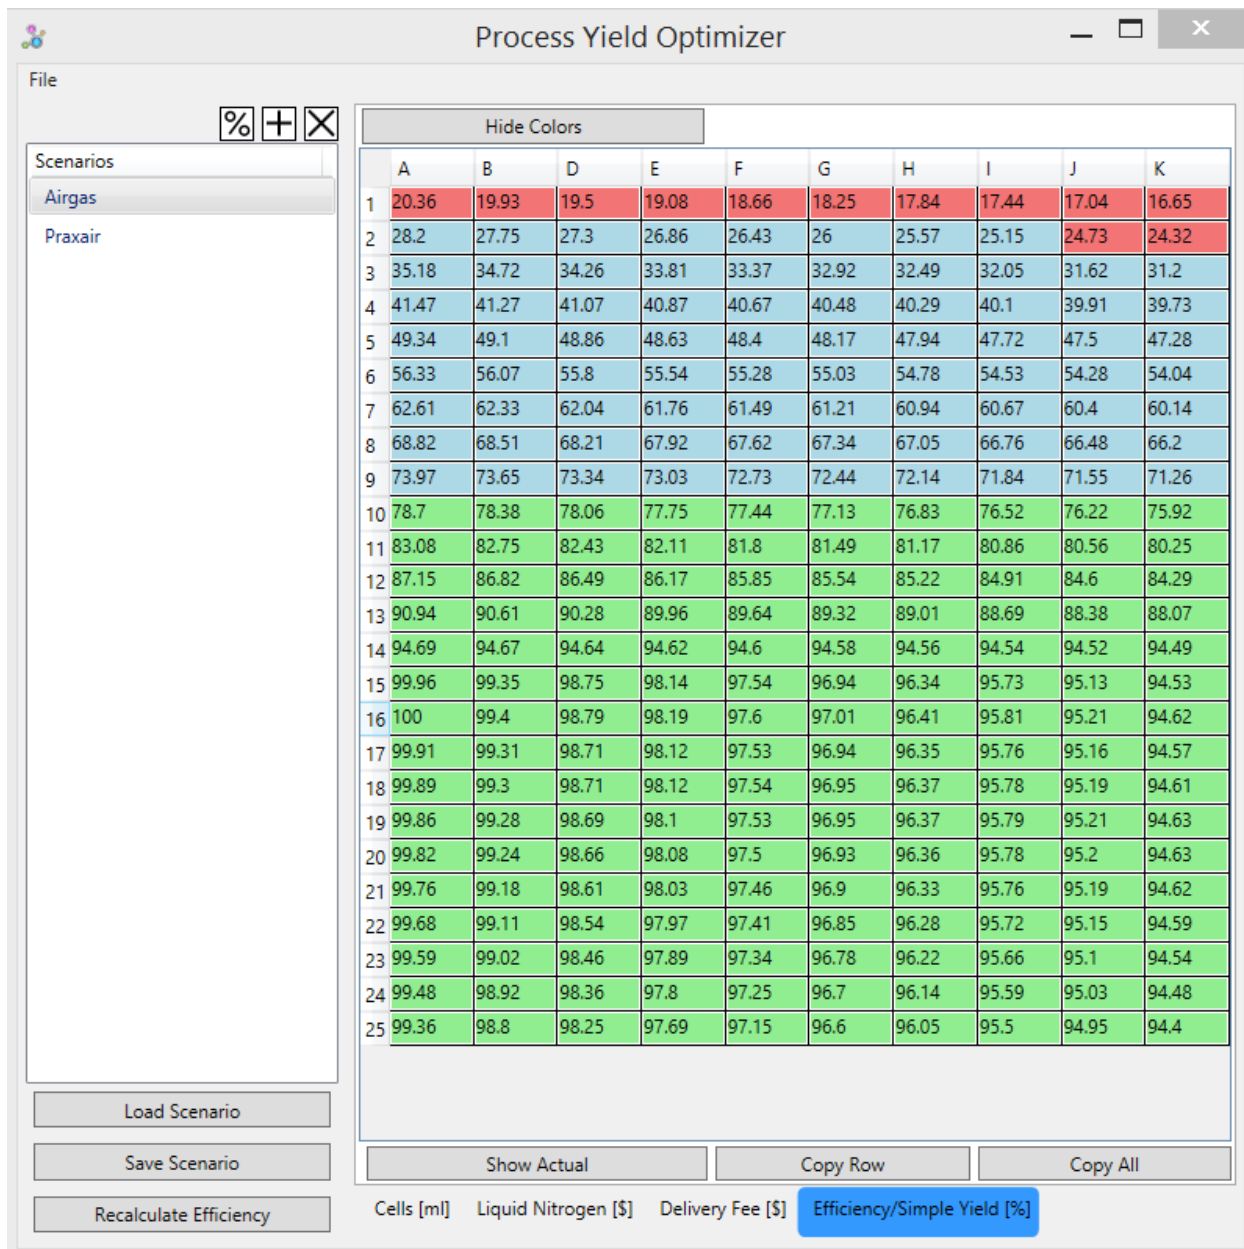 Process Yield Optimizer
File
Hide Colors
Scenarios
Airgas
Praxair
A B D E F G H I J K
1 20.36 19.93 19.5 19.08 18.66 18.25 17.84 17.44 17.04 16.65
2 28.2 27.75 27.3 26.86 26.43 26 25.57 25.15 24.73 24.32
3 35.18 34.72 34.26 33.81 33.37 32.92 32.49 32.05 31.62 31.2
4 41.47 41.27 41.07 40.87 40.67 40.48 40.29 40.1 39.91 39.73
5 49.34 49.1 48.86 48.63 48.4 48.17 47.94 47.72 47.5 47.28
6 56.33 56.07 55.8 55.54 55.28 55.03 54.78 54.53 54.28 54.04
7 62.61 62.33 62.04 61.76 61.49 61.21 60.94 60.67 60.4 60.14
8 68.82 68.51 68.21 67.92 67.62 67.34 67.05 66.76 66.48 66.2
9 73.97 73.65 73.34 73.03 72.73 72.44 72.14 71.84 71.55 71.26
10 78.7 78.38 78.06 77.75 77.44 77.13 76.83 76.52 76.22 75.92
11 83.08 82.75 82.43 82.11 81.8 81.49 81.17 80.86 80.56 80.25
12 87.15 86.82 86.49 86.17 85.85 85.54 85.22 84.91 84.6 84.29
13 90.94 90.61 90.28 89.96 89.64 89.32 89.01 88.69 88.38 88.07
14 94.69 94.67 94.64 94.62 94.6 94.58 94.56 94.54 94.52 94.49
15 99.96 99.35 98.75 98.14 97.54 96.94 96.34 95.73 95.13 94.53
16 100 99.4 98.79 98.19 97.6 97.01 96.41 95.81 95.21 94.62
17 99.91 99.31 98.71 98.12 97.53 96.94 96.35 95.76 95.16 94.57
18 99.89 99.3 98.71 98.12 97.54 96.95 96.37 95.78 95.19 94.61
19 99.86 99.28 98.69 98.1 97.53 96.95 96.37 95.79 95.21 94.63
20 99.82 99.24 98.66 98.08 97.5 96.93 96.36 95.78 95.2 94.63
21 99.76 99.18 98.61 98.03 97.46 96.9 96.33 95.76 95.19 94.62
22 99.68 99.11 98.54 97.97 97.41 96.85 96.28 95.72 95.15 94.59
23 99.59 99.02 98.46 97.89 97.34 96.78 96.22 95.66 95.1 94.54
24 99.48 98.92 98.36 97.8 97.25 96.7 96.14 95.59 95.03 94.48
25 99.36 98.8 98.25 97.69 97.15 96.6 96.05 95.5 94.95 94.4
Load Scenario
Save Scenario
Recalculate Efficiency
Show Actual Copy Row Copy All
Cells [ml] Liquid Nitrogen [$] Delivery Fee [$] Efficiency/Simple Yield [%]